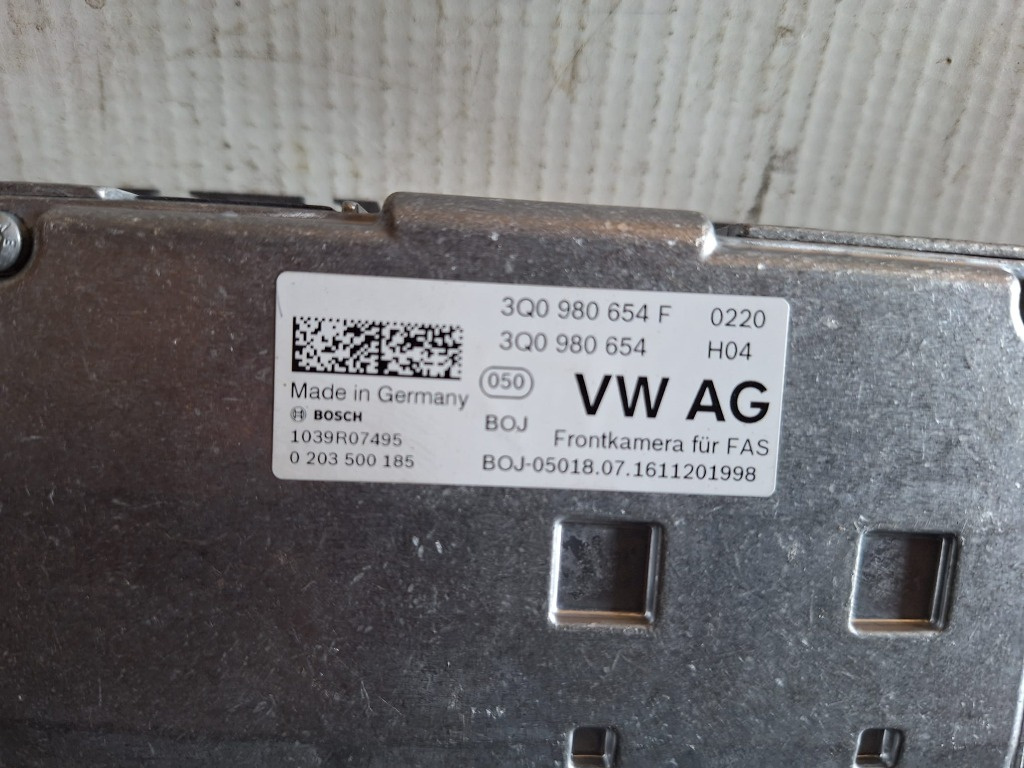 3Q0 980 654 F 0220
3Q0 980 654 H04
Made in Germany
050
VW AG
BOSCH
BOJ
Frontkamera für FAS
1039R07495
0 203 500 185
BOJ-05018.07.1611201998